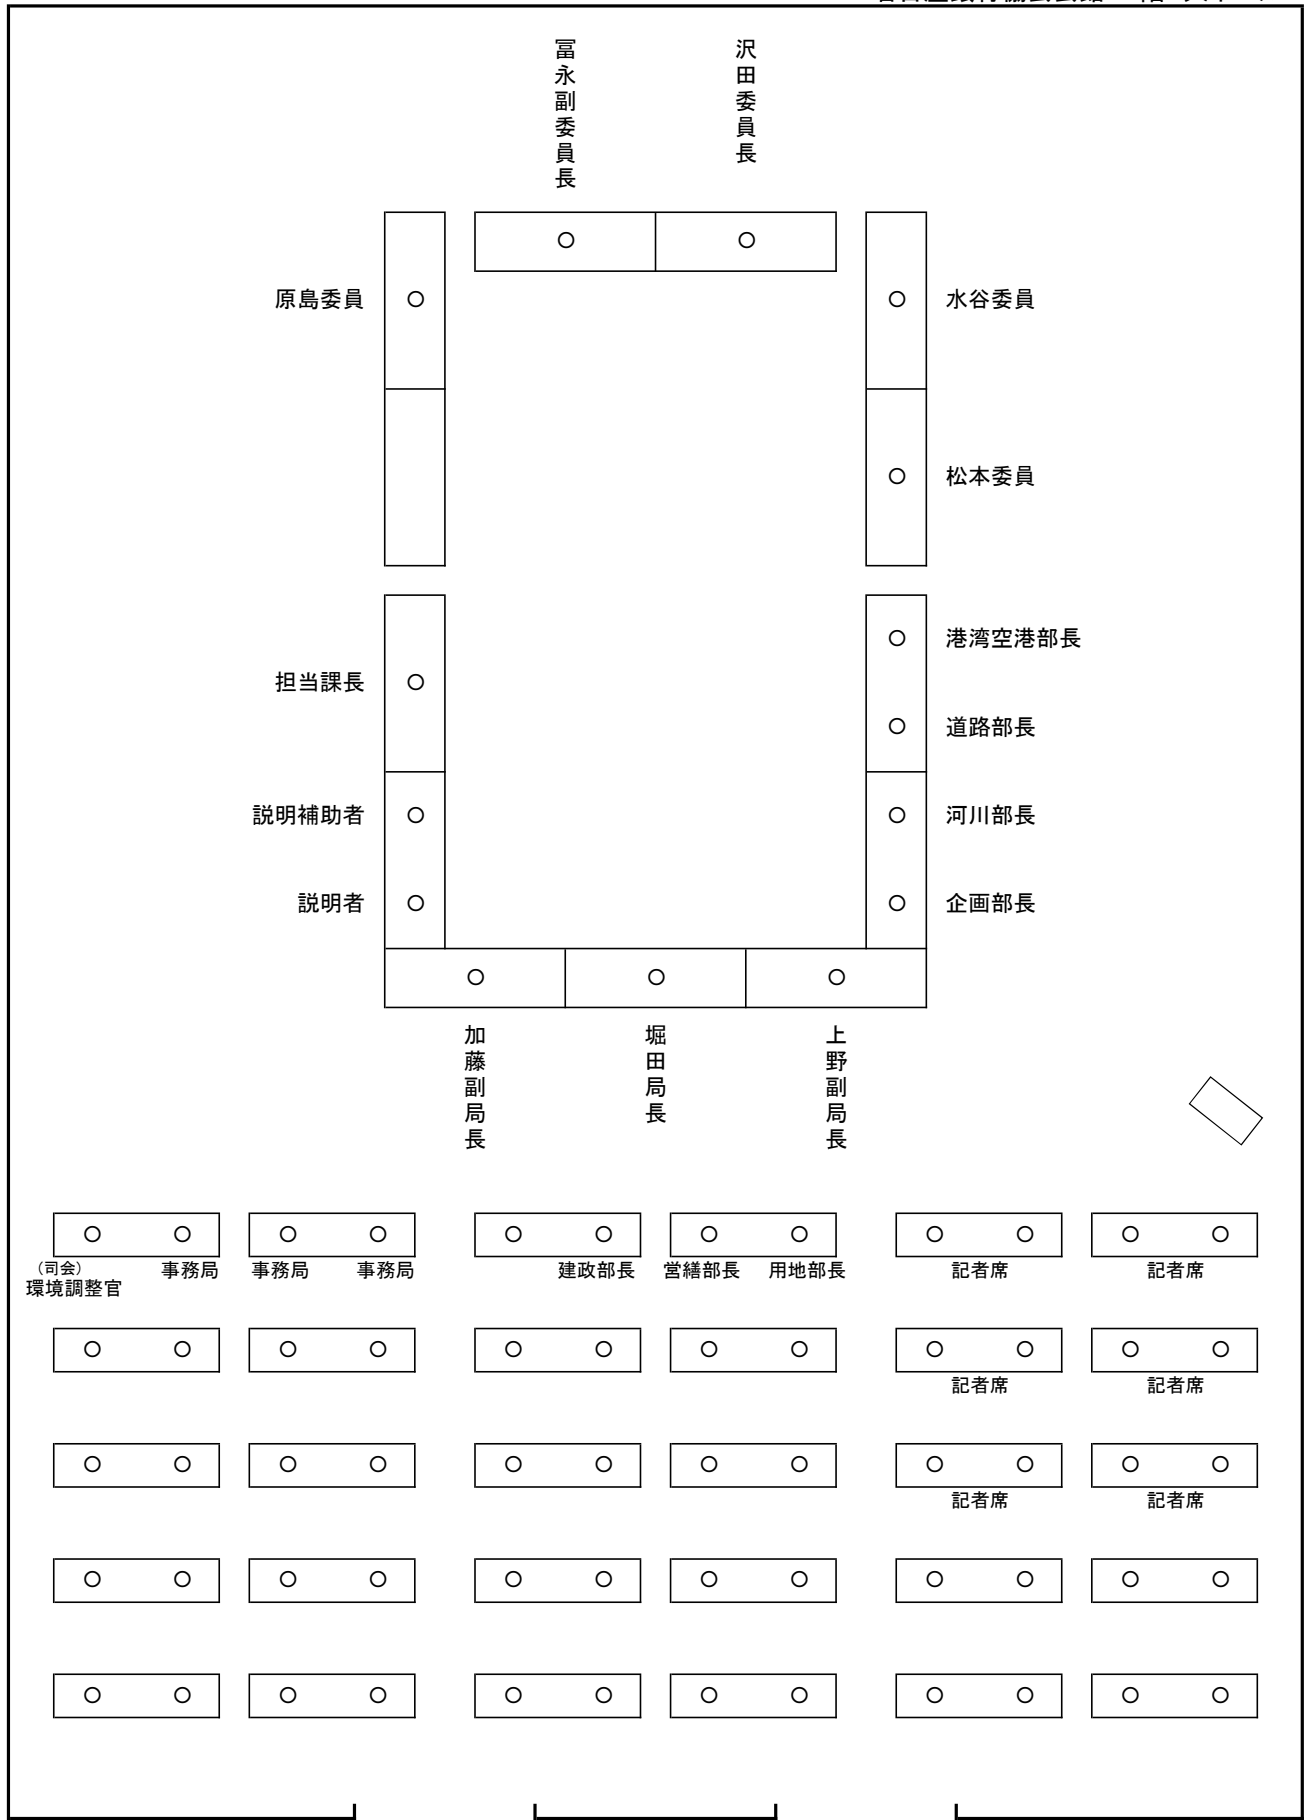 冨永副委員長
沢田委員長
原島委員
水谷委員
松本委員
港湾空港部長
担当課長
道路部長
説明補助者
河川部長
説明者
企画部長
加藤副局長
堀田局長
上野副局長
（司会）
環境調整官
事務局
事務局
事務局
建政部長
営繕部長
用地部長
記者席
記者席
記者席
記者席
記者席
記者席